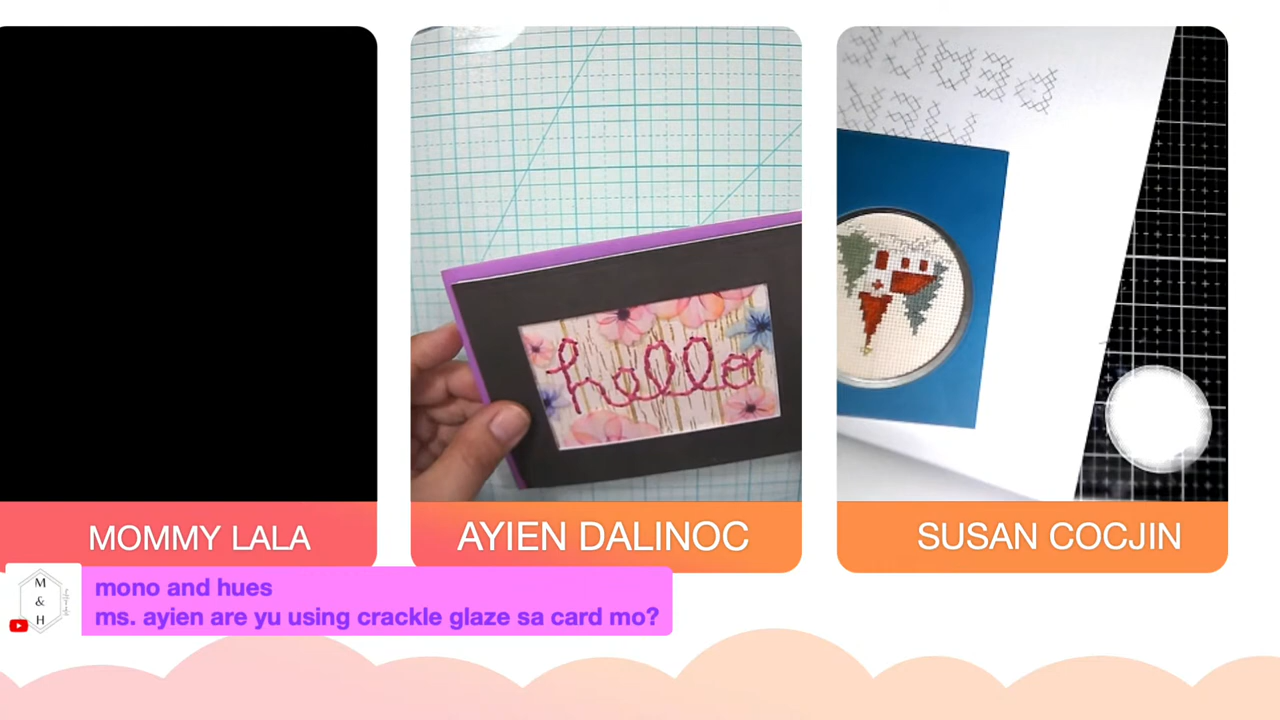 hello
MOMMY LALA
AYIEN DALINOC
SUSAN COCJIN
M
&
H
mono and hues
ms. ayien are yu using crackle glaze sa card mo?